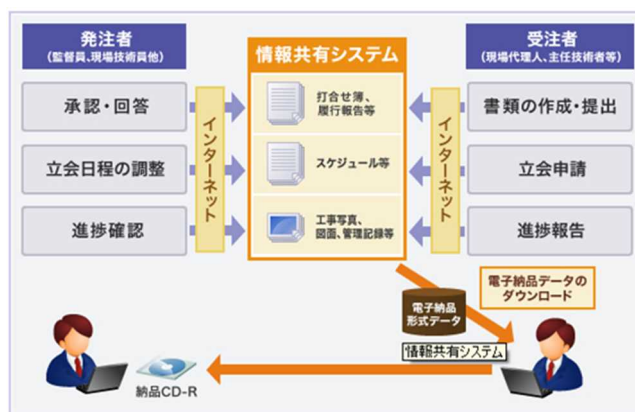 発注者
(監督員、現場技術員他)
承認・回答
立会日程の調整
進捗確認
インターネット
情報共有システム
打合せ簿、
履行報告等
スケジュール等
工事写真、
図面、管理記録等
インターネット
受注者
(現場代理人、主任技術者等)
書類の作成・提出
立会申請
進捗報告
電子納品データの
ダウンロード
電子納品
形式データ
情報共有システム
納品CD-R